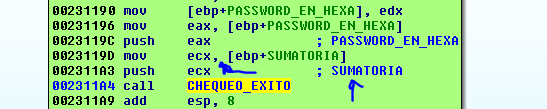 00231190 mov [ebp+PASSWORD_EN_HEXA], edx
00231196 mov eax, [ebp+PASSWORD_EN_HEXA]
0023119C push eax ; PASSWORD_EN_HEXA
0023119D mov ecx, [ebp+SUMATORIA]
002311A3 push ecx ; SUMATORIA
002311A4 call CHEQUEO_EXITO
002311A9 add esp, 8